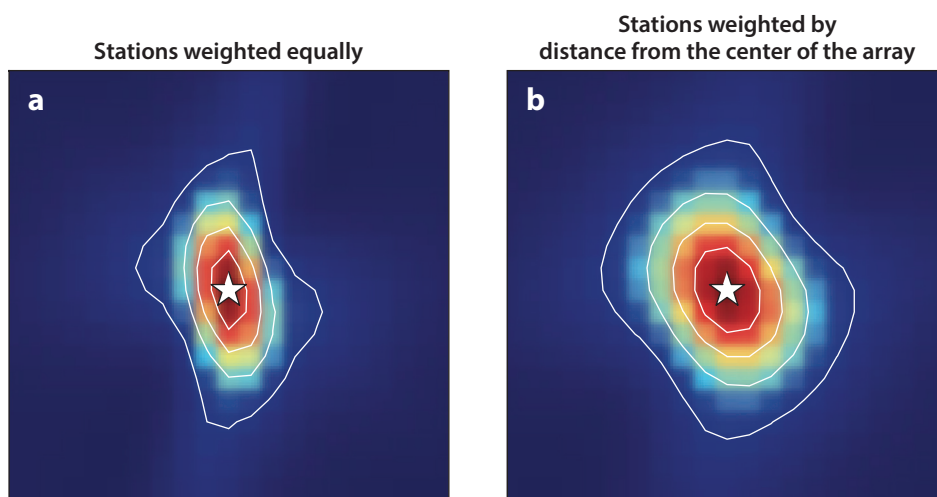 Stations weighted equally
Stations weighted by
distance from the center of the array
a
b